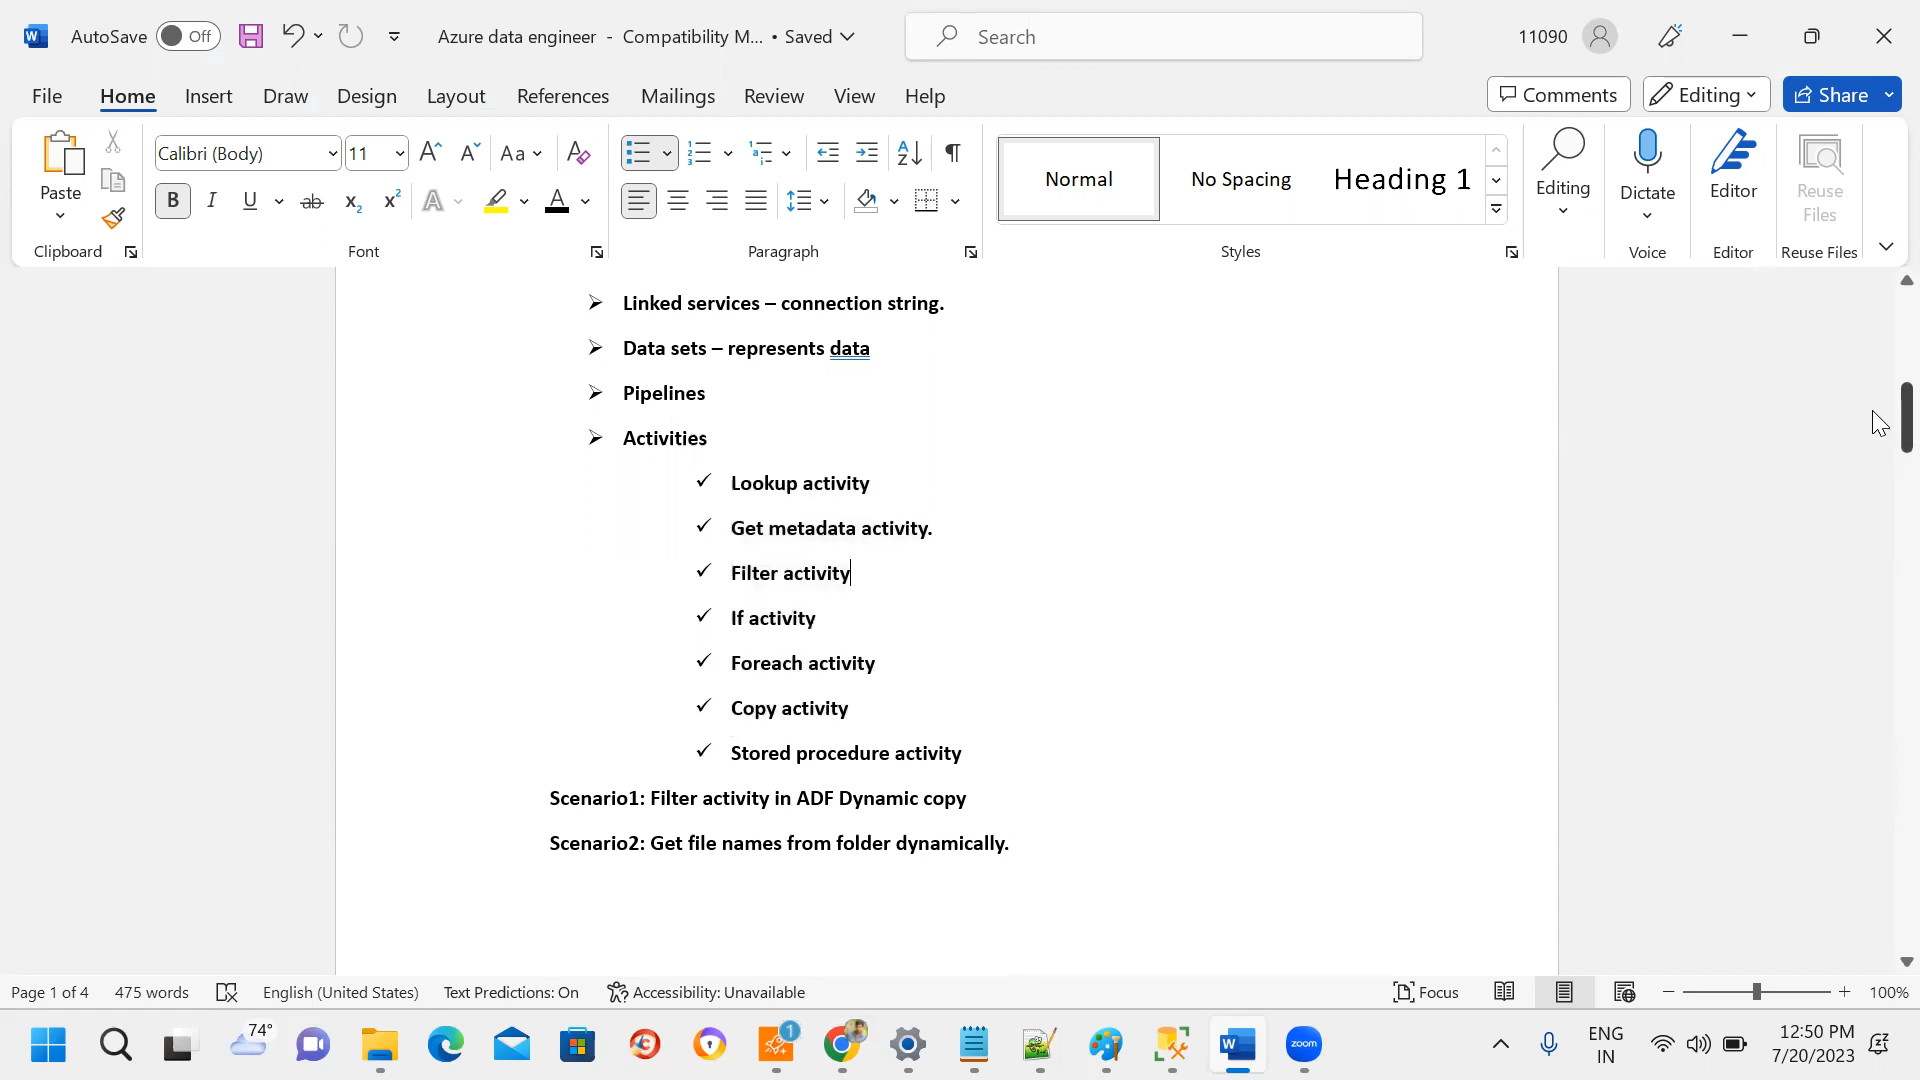 AutoSave Off Azure data engineer - Compatibility M... • Saved Search 11090
File Home Insert Draw Design Layout References Mailings Review View Help Comments Editing Share
Paste Calibri (Body) 11 Aa Normal No Spacing Heading 1 Editing Dictate Editor Reuse Files
Clipboard Font Paragraph Styles Voice Editor Reuse Files
➢ Linked services – connection string.
➢ Data sets – represents data
➢ Pipelines
➢ Activities
✓ Lookup activity
✓ Get metadata activity.
✓ Filter activity
✓ If activity
✓ Foreach activity
✓ Copy activity
✓ Stored procedure activity
Scenario1: Filter activity in ADF Dynamic copy
Scenario2: Get file names from folder dynamically.
Page 1 of 4 475 words English (United States) Text Predictions: On Accessibility: Unavailable Focus 100%
74° 1 zoom ENG IN 12:50 PM 7/20/2023